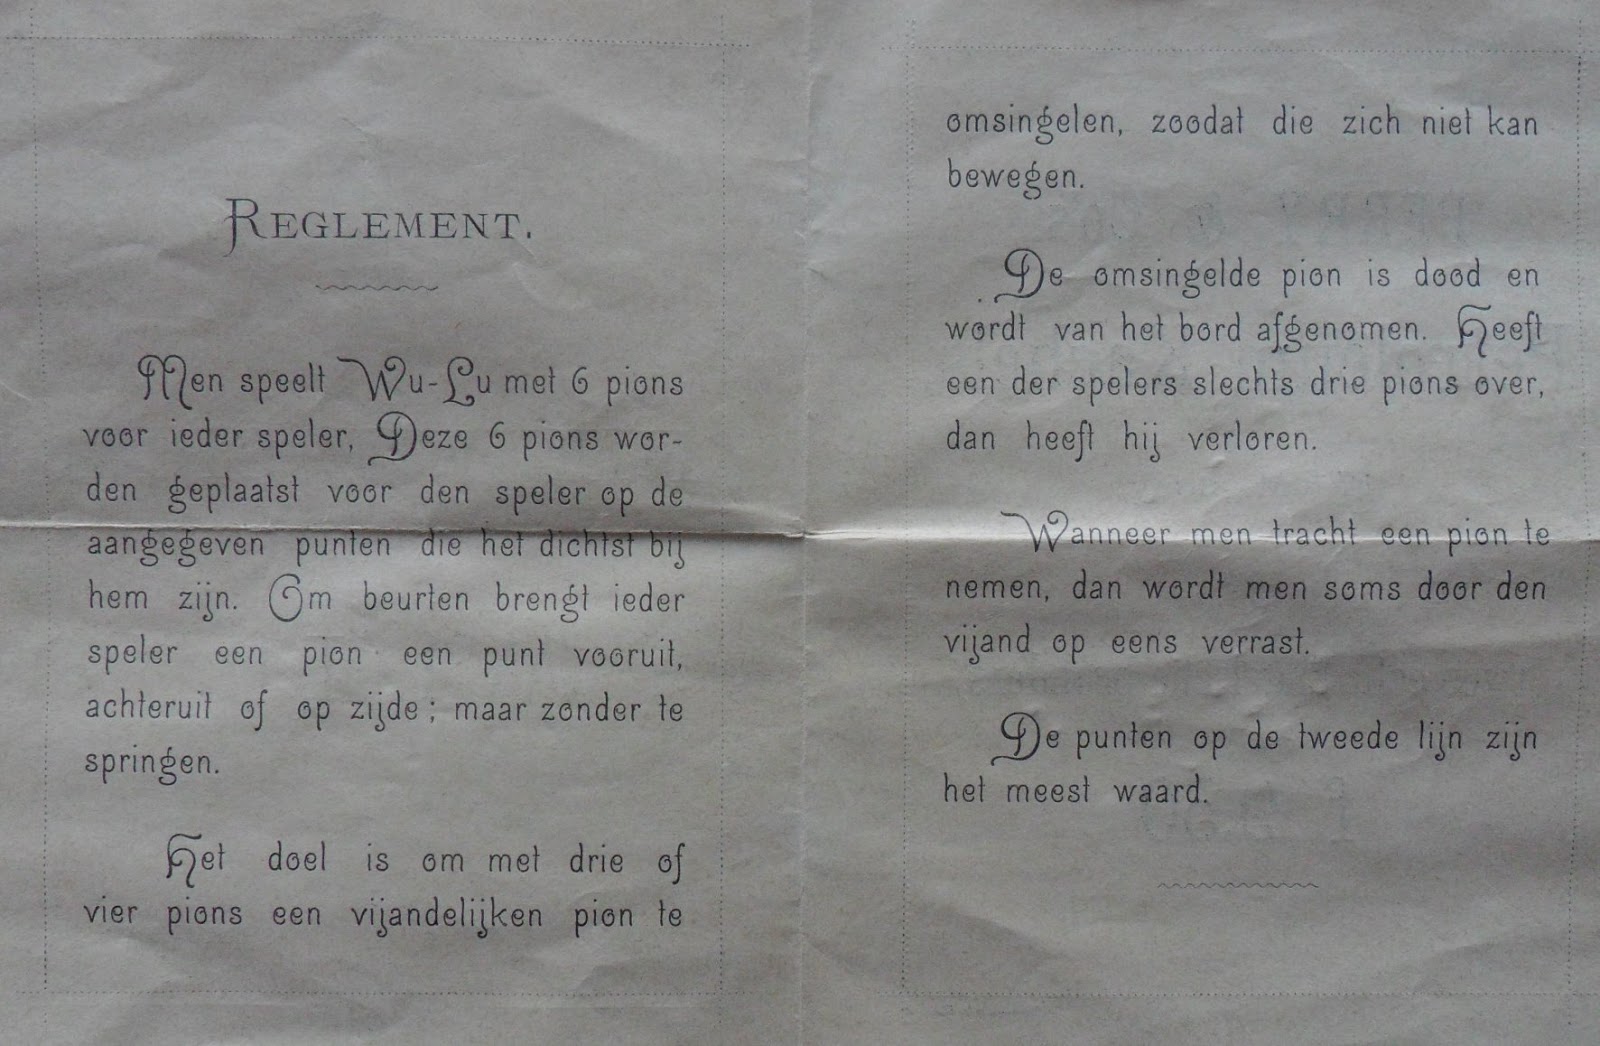 REGLEMENT.
Men speelt Wu-Lu met 6 pions
voor ieder speler, Deze 6 pions wor-
den geplaatst voor den speler op de
aangegeven punten die het dichtst bij
hem zijn. Om beurten brengt ieder
speler een pion een punt vooruit,
achteruit of op zijde; maar zonder te
springen.
Het doel is om met drie of
vier pions een vijandelijken pion te
omsingelen, zoodat die zich niet kan
bewegen.
De omsingelde pion is dood en
wordt van het bord afgenomen. Heeft
een der spelers slechts drie pions over,
dan heeft hij verloren.
Wanneer men tracht een pion te
nemen, dan wordt men soms door den
vijand op eens verrast.
De punten op de tweede lijn zijn
het meest waard.